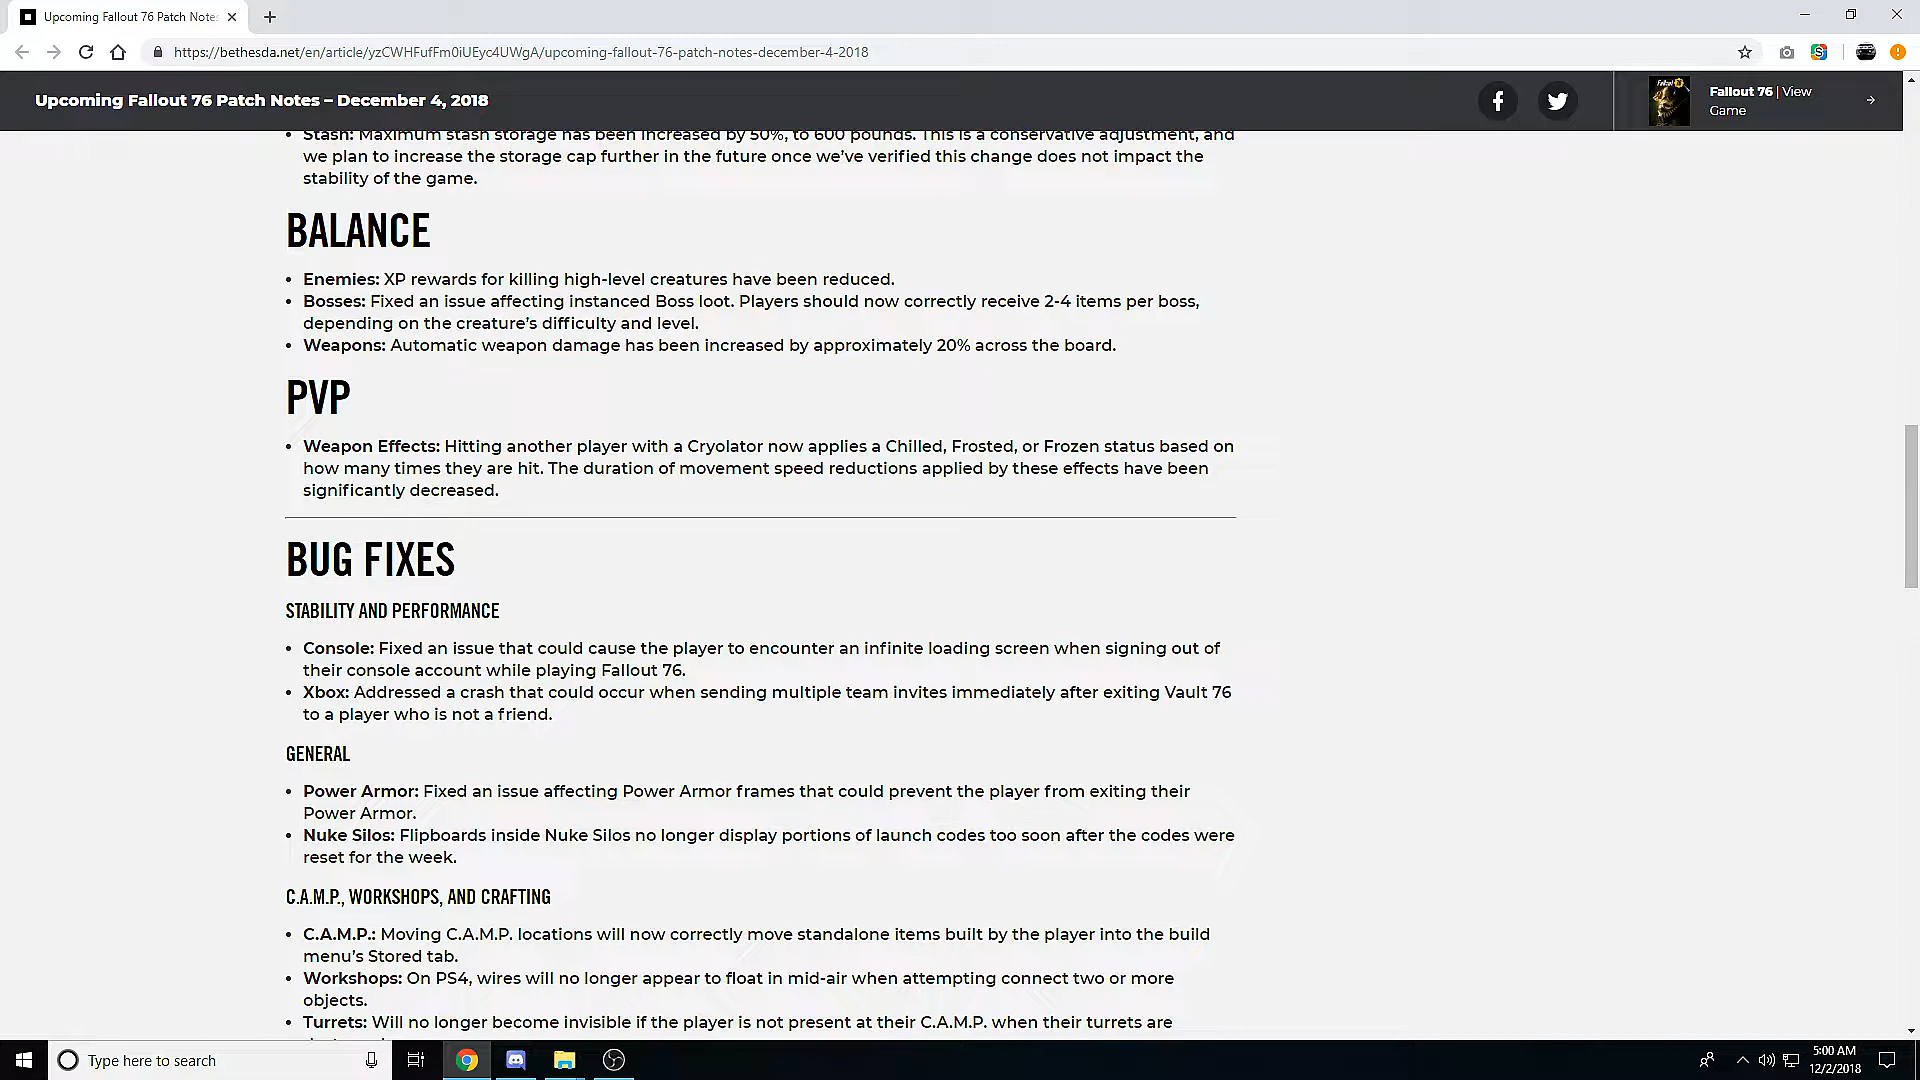 Upcoming Fallout 76 Patch Note
https://bethesda.net/en/article/yzCWHFufFm0iUEyc4UWgA/upcoming-fallout-76-patch-notes-december-4-2018
Upcoming Fallout 76 Patch Notes – December 4, 2018
Fallout 76 | View
Game
• Stash: Maximum stash storage has been increased by 50%, to 600 pounds. This is a conservative adjustment, and
we plan to increase the storage cap further in the future once we’ve verified this change does not impact the
stability of the game.
BALANCE
• Enemies: XP rewards for killing high-level creatures have been reduced.
• Bosses: Fixed an issue affecting instanced Boss loot. Players should now correctly receive 2-4 items per boss,
depending on the creature’s difficulty and level.
• Weapons: Automatic weapon damage has been increased by approximately 20% across the board.
PVP
• Weapon Effects: Hitting another player with a Cryolator now applies a Chilled, Frosted, or Frozen status based on
how many times they are hit. The duration of movement speed reductions applied by these effects have been
significantly decreased.
BUG FIXES
STABILITY AND PERFORMANCE
• Console: Fixed an issue that could cause the player to encounter an infinite loading screen when signing out of
their console account while playing Fallout 76.
• Xbox: Addressed a crash that could occur when sending multiple team invites immediately after exiting Vault 76
to a player who is not a friend.
GENERAL
• Power Armor: Fixed an issue affecting Power Armor frames that could prevent the player from exiting their
Power Armor.
• Nuke Silos: Flipboards inside Nuke Silos no longer display portions of launch codes too soon after the codes were
reset for the week.
C.A.M.P., WORKSHOPS, AND CRAFTING
• C.A.M.P.: Moving C.A.M.P. locations will now correctly move standalone items built by the player into the build
menu’s Stored tab.
• Workshops: On PS4, wires will no longer appear to float in mid-air when attempting connect two or more
objects.
• Turrets: Will no longer become invisible if the player is not present at their C.A.M.P. when their turrets are
Type here to search
5:00 AM
12/2/2018